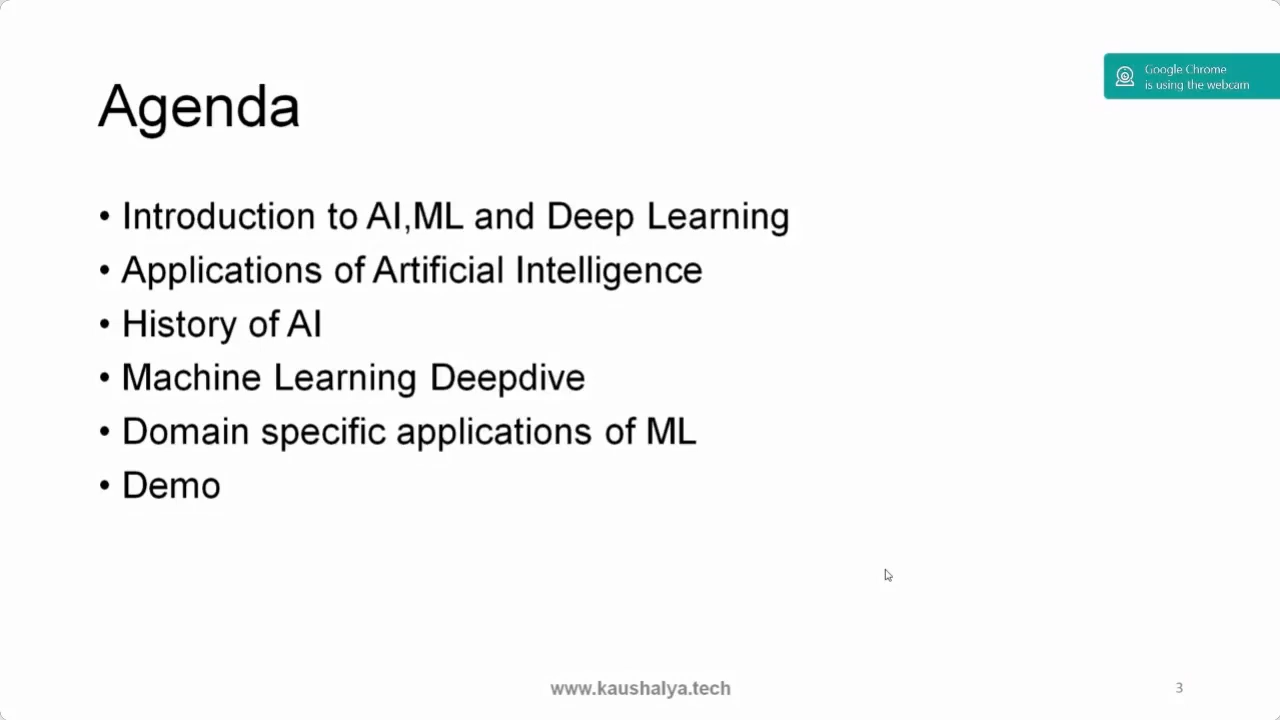 Agenda
Google Chrome
is using the webcam
• Introduction to AI,ML and Deep Learning
• Applications of Artificial Intelligence
• History of AI
• Machine Learning Deepdive
• Domain specific applications of ML
• Demo
www.kaushalya.tech
3